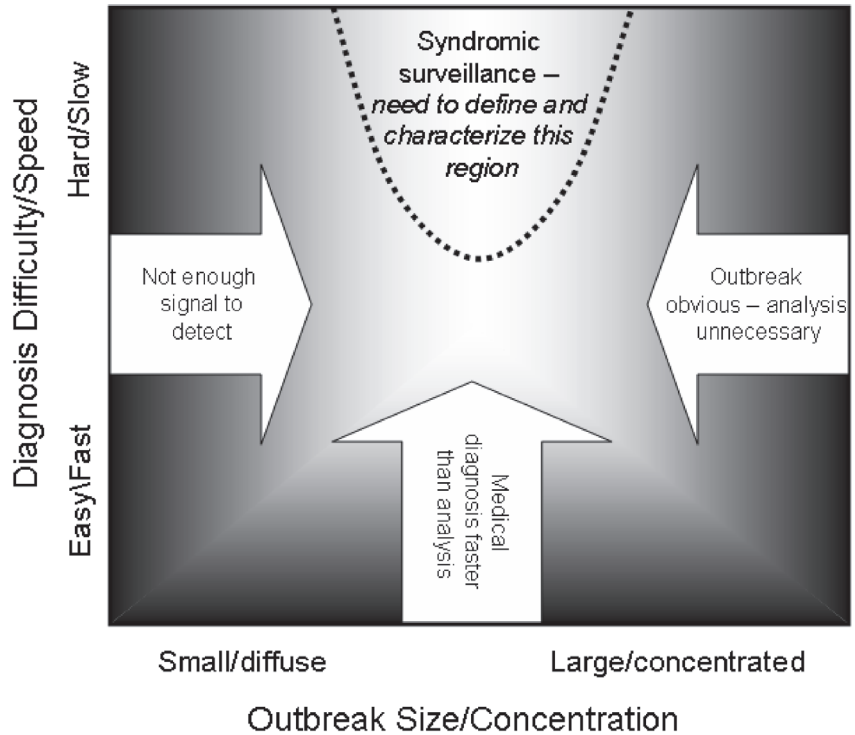 Syndromic
surveillance –
need to define and
characterize this
region
Diagnosis Difficulty/Speed
Hard/Slow
Easy\Fast
Not enough
signal to
detect
Outbreak
obvious – analysis
unnecessary
Medical
diagnosis faster
than analysis
Small/diffuse
Large/concentrated
Outbreak Size/Concentration